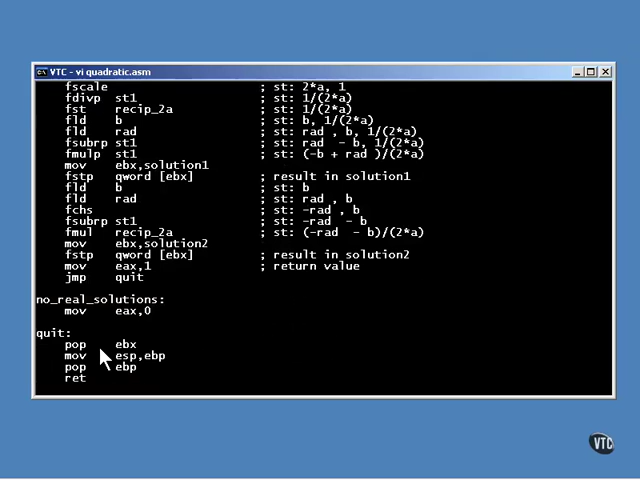 VTC - vi quadratic.asm
fscale ; st: 2*a, 1
fdivp st1 ; st: 1/(2*a)
fst recip_2a ; st: 1/(2*a)
fld b ; st: b, 1/(2*a)
fld rad ; st: rad , b, 1/(2*a)
fsubrp st1 ; st: rad - b, 1/(2*a)
fmulp st1 ; st: (-b + rad )/(2*a)
mov ebx,solution1
fstp qword [ebx] ; result in solution1
fld b ; st: b
fld rad ; st: rad , b
fchs ; st: -rad , b
fsubrp st1 ; st: -rad - b
fmul recip_2a ; st: (-rad - b)/(2*a)
mov ebx,solution2
fstp qword [ebx] ; result in solution2
mov eax,1 ; return value
jmp quit
no_real_solutions:
mov eax,0
quit:
pop ebx
mov esp,ebp
pop ebp
ret
VTC